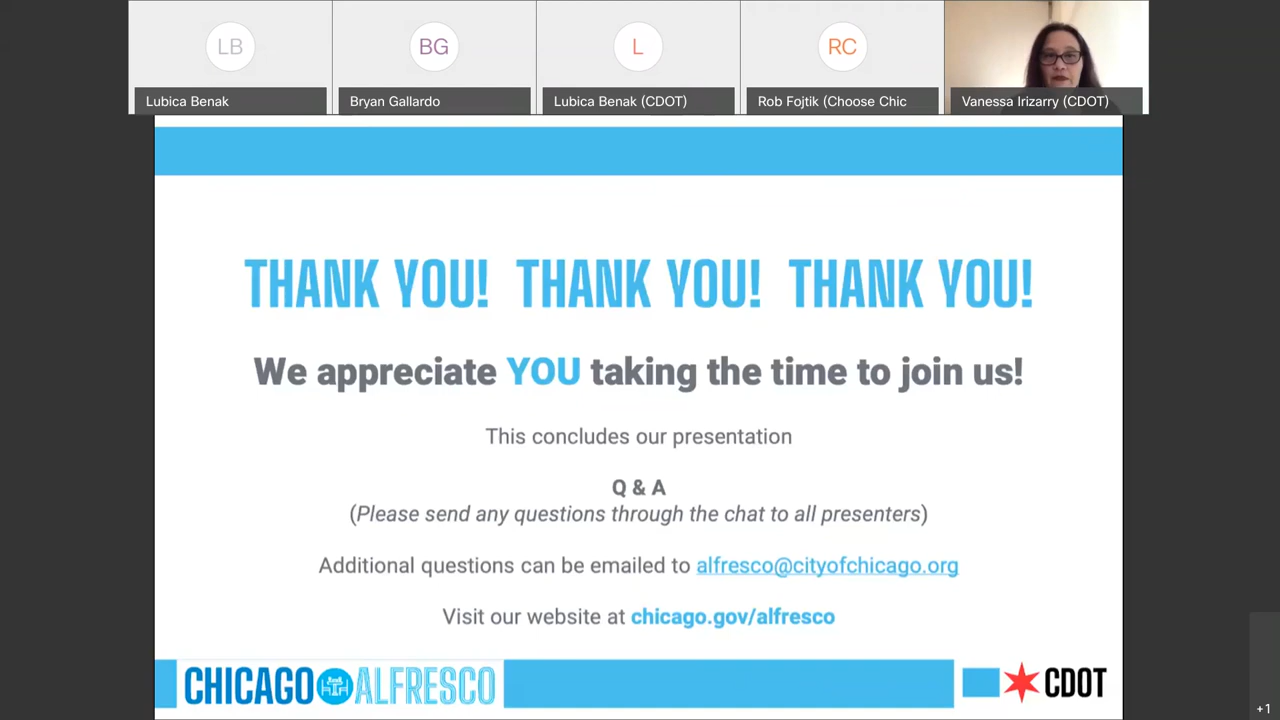 LB
BG
L
RC
Lubica Benak
Bryan Gallardo
Lubica Benak (CDOT)
Rob Fojtik (Choose Chic
Vanessa Irizarry (CDOT)
THANK YOU! THANK YOU! THANK YOU!
We appreciate YOU taking the time to join us!
This concludes our presentation
Q & A
(Please send any questions through the chat to all presenters)
Additional questions can be emailed to alfresco@cityofchicago.org
Visit our website at chicago.gov/alfresco
CHICAGO ALFRESCO
CDOT
+1